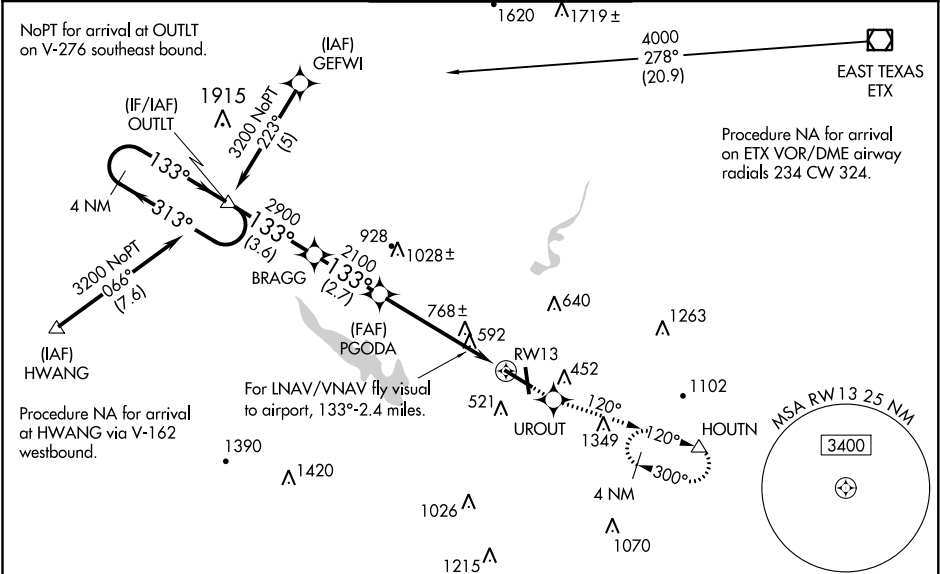 NoPT for arrival at OUTLT
on V-276 southeast bound.
1620
1719±
(IAF)
GEFWI
4000
278°
(20.9)
EAST TEXAS
ETX
Procedure NA for arrival
on ETX VOR/DME airway
radials 234 CW 324.
(IF/IAF)
OUTLT
1915
3200 NoPT
223°
(5)
133°
4 NM
313°
2900
133°
(3.6)
BRAGG
2100
133°
(2.7)
928
1028±
3200 NoPT
066°
(7.6)
(IAF)
HWANG
(FAF)
PGODA
768±
592
640
1263
RW13
452
For LNAV/VNAV fly visual
to airport, 133°-2.4 miles.
521
UROUT
120°
1349
1102
120°
HOUTN
300°
4 NM
Procedure NA for arrival
at HWANG via V-162
westbound.
1390
1420
1026
1215
1070
MSA RW13 25 NM
3400